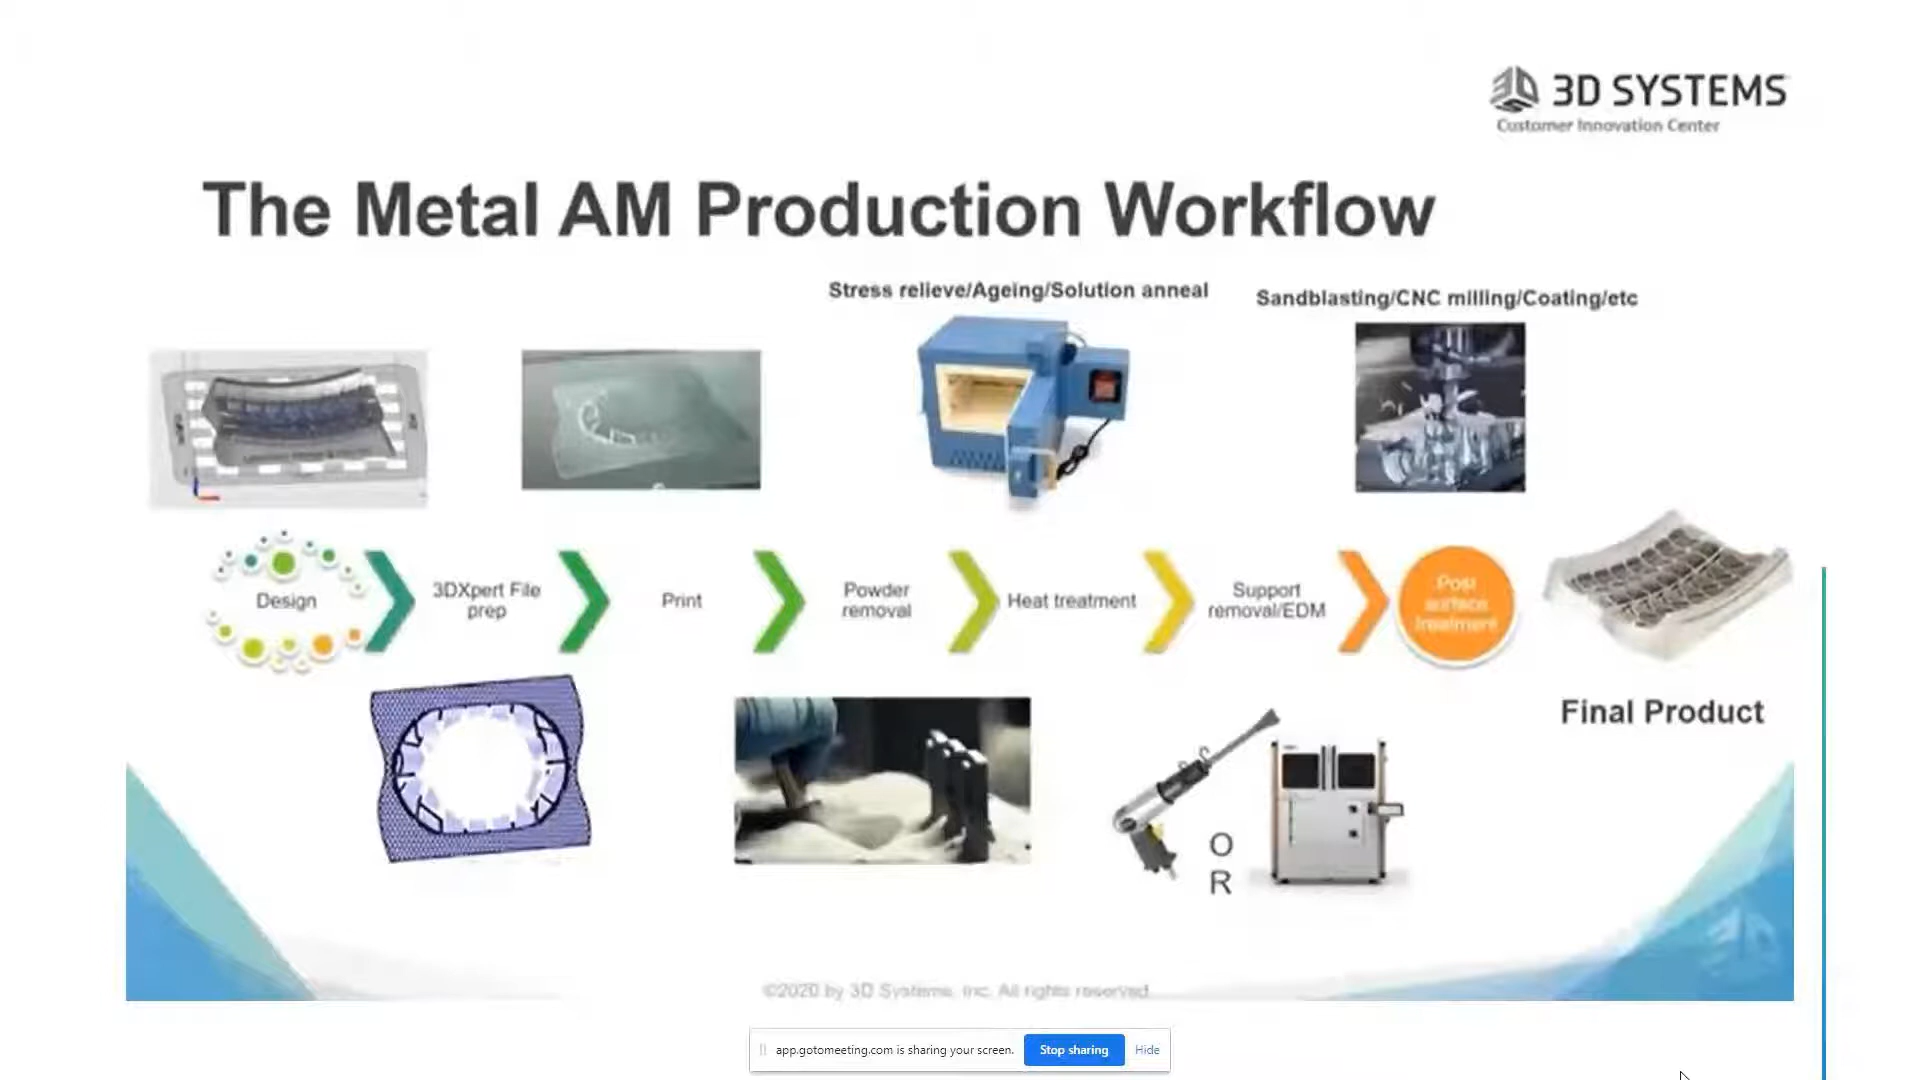 3D SYSTEMS
Customer Innovation Center
The Metal AM Production Workflow
Stress relieve/Ageing/Solution anneal
Sandblasting/CNC milling/Coating/etc
Design
3DXpert File
prep
Print
Powder
removal
Heat treatment
Support
removal/EDM
Post
surface
treatment
Final Product
O
R
©2020 by 3D Systems, Inc. All rights reserved.
app.gotomeeting.com is sharing your screen.
Stop sharing
Hide